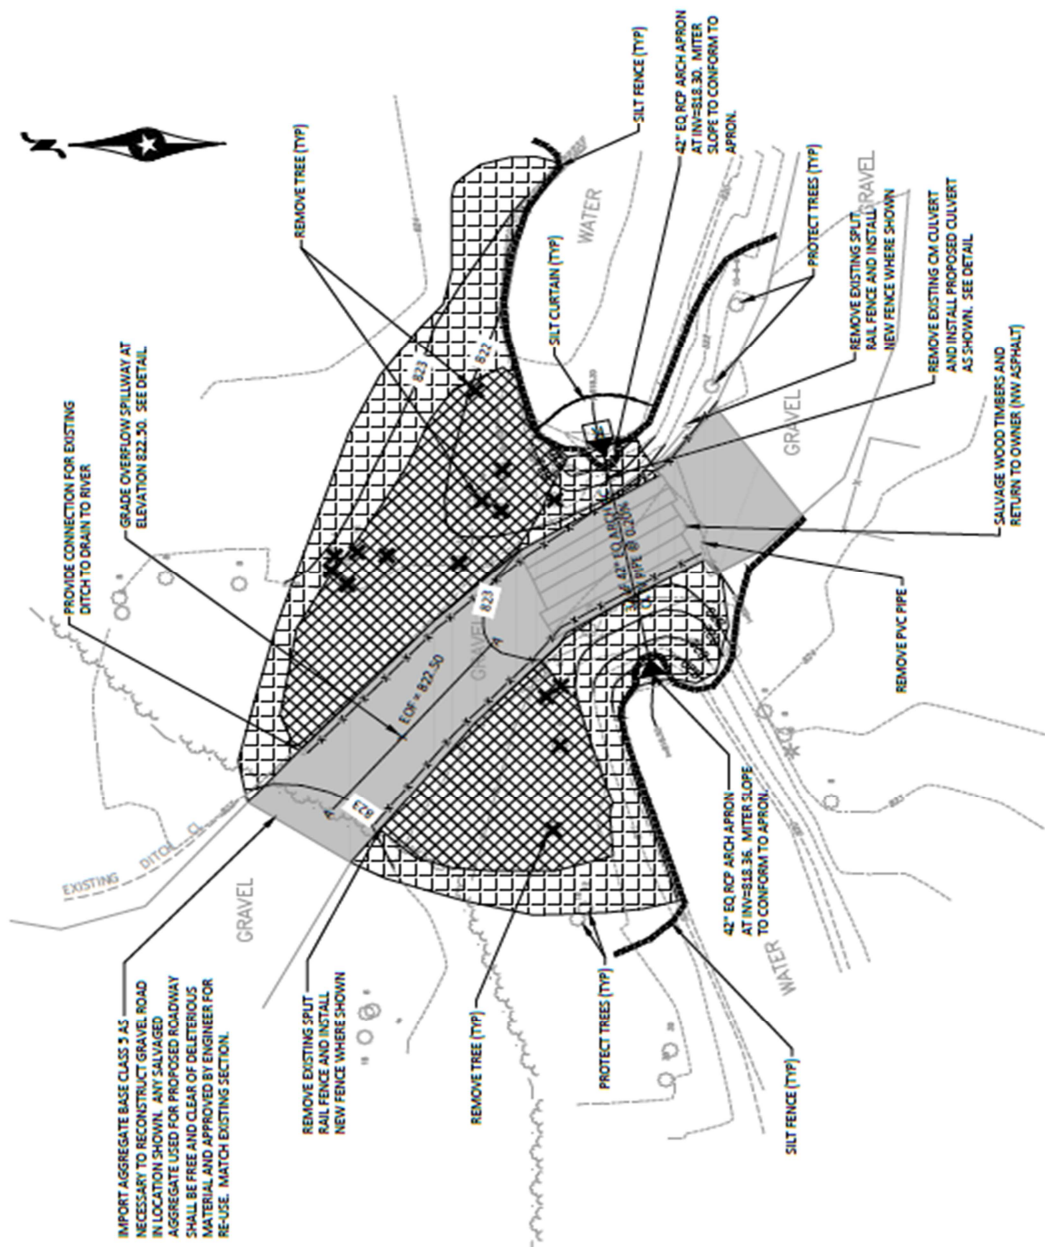 N
REMOVE TREE (TYP)
SILT FENCE (TYP)
42" EQ RCP ARCH APRON
AT INV=818.30. MITER
SLOPE TO CONFORM TO
APRON.
WATER
SILT CURTAIN (TYP)
PROTECT TREES (TYP)
GRAVEL
REMOVE EXISTING SPLIT
RAIL FENCE AND INSTALL
NEW FENCE WHERE SHOWN
REMOVE EXISTING CM CULVERT
AND INSTALL PROPOSED CULVERT
AS SHOWN. SEE DETAIL
GRADE OVERFLOW SPILLWAY AT
ELEVATION 822.50. SEE DETAIL
PROVIDE CONNECTION FOR EXISTING
DITCH TO DRAIN TO RIVER
823
822
GRAVEL
SALVAGE WOOD TIMBERS AND
RETURN TO OWNER (NW ASPHALT)
823
GRAVEL
EOF = 822.50
42" EQ ARCH
PIPE @ 0.20%
REMOVE PVC PIPE
823
A
A
EXISTING DITCH CL
GRAVEL
42" EQ RCP ARCH APRON
AT INV=818.36. MITER SLOPE
TO CONFORM TO APRON.
WATER
IMPORT AGGREGATE BASE CLASS 5 AS
NECESSARY TO RECONSTRUCT GRAVEL ROAD
IN LOCATION SHOWN. ANY SALVAGED
AGGREGATE USED FOR PROPOSED ROADWAY
SHALL BE FREE AND CLEAR OF DELETERIOUS
MATERIAL AND APPROVED BY ENGINEER FOR
RE-USE. MATCH EXISTING SECTION.
REMOVE EXISTING SPLIT
RAIL FENCE AND INSTALL
NEW FENCE WHERE SHOWN
REMOVE TREE (TYP)
PROTECT TREES (TYP)
SILT FENCE (TYP)